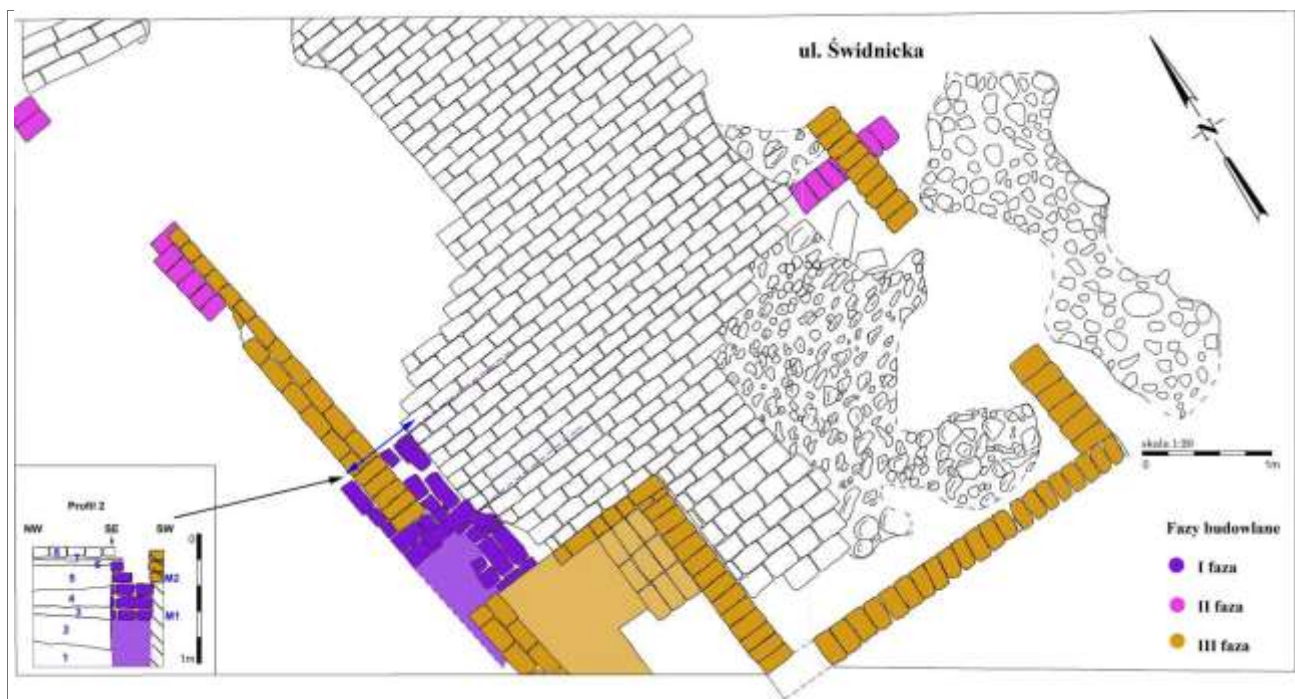 ul. Świdnicka
N
skala 1:20
0 1m
Fazy budowlane
I faza
II faza
III faza
Profil 2
NW SE SW
0
8
7
6
5
M2
4
3
M1
2
1
1m